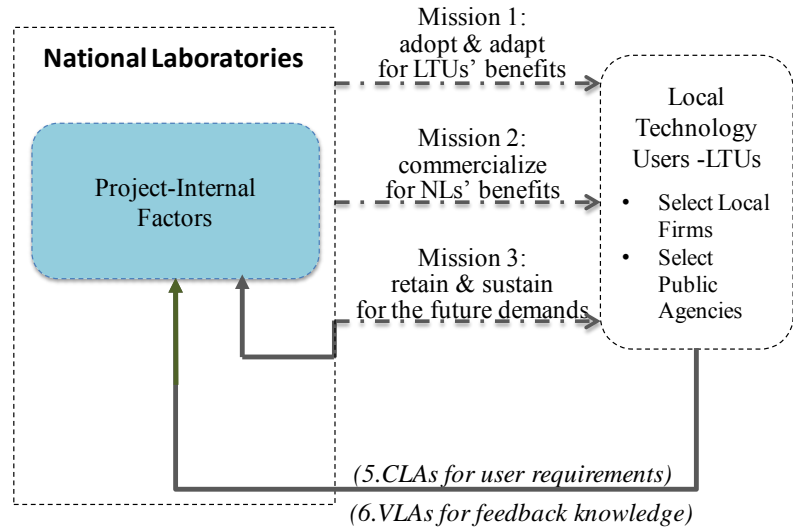 National Laboratories
Project-Internal
Factors
Mission 1:
adopt & adapt
for LTUs’ benefits
Mission 2:
commercialize
for NLs’ benefits
Mission 3:
retain & sustain
for the future demands
Local
Technology
Users -LTUs
• Select Local
Firms
• Select
Public
Agencies
(5.CLAs for user requirements)
(6.VLAs for feedback knowledge)